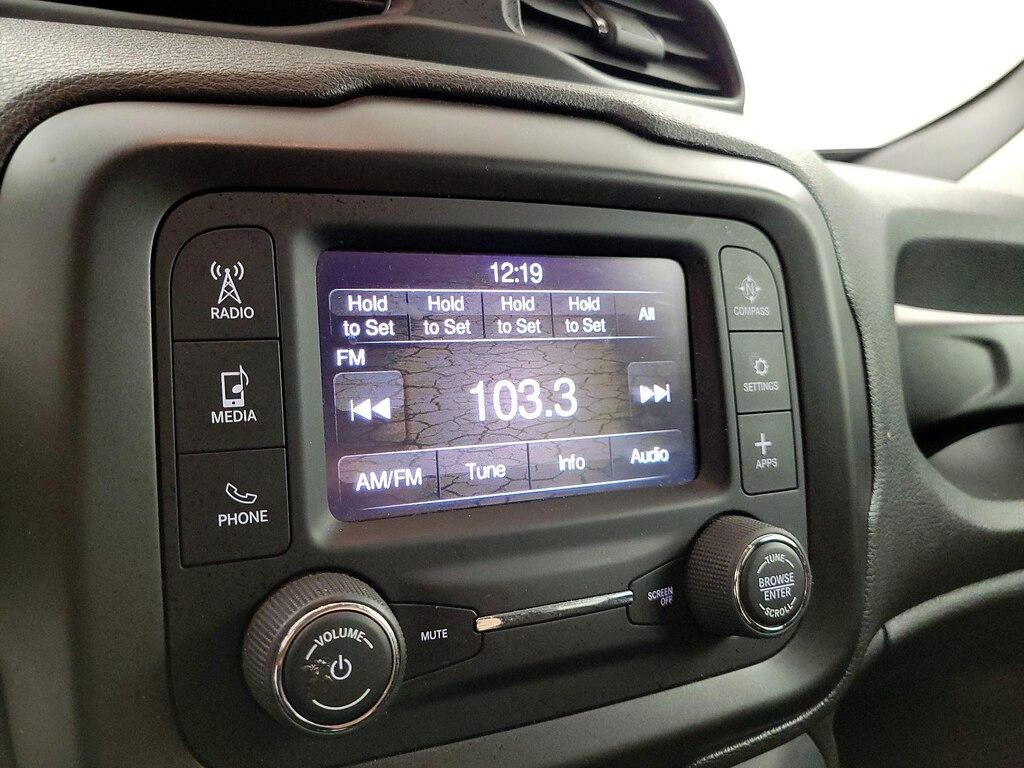 RADIO
MEDIA
PHONE
12:19
Hold to Set
Hold to Set
Hold to Set
Hold to Set
All
FM
103.3
AM/FM
Tune
Info
Audio
N
COMPASS
SETTINGS
APPS
VOLUME
MUTE
SCREEN
OFF
TUNE
BROWSE
ENTER
SCROLL